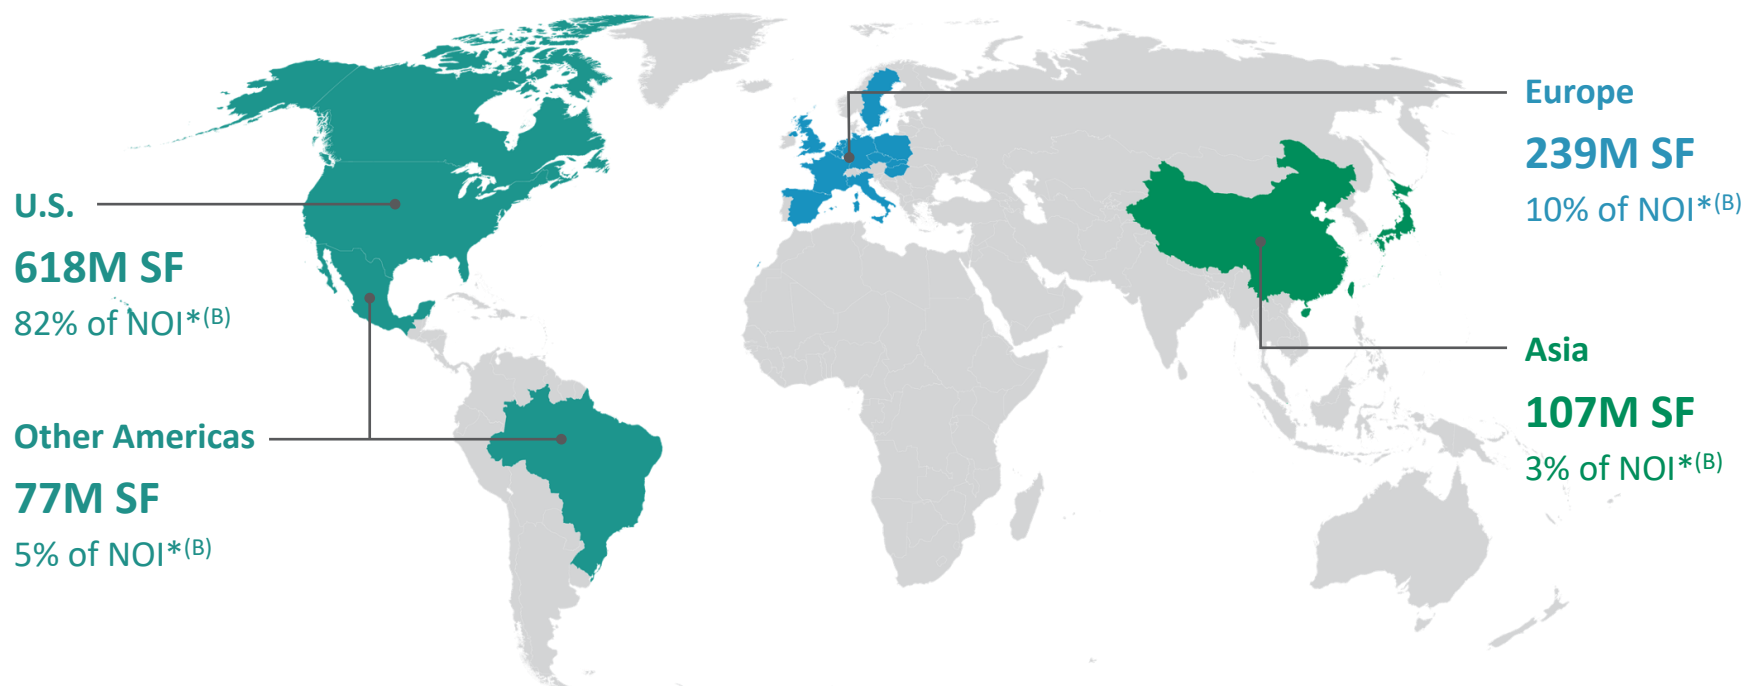 U.S.
618M SF
82% of NOI*(B)
Other Americas
77M SF
5% of NOI*(B)
Europe
239M SF
10% of NOI*(B)
Asia
107M SF
3% of NOI*(B)